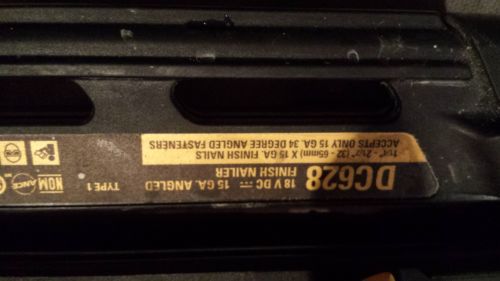 DC628
FINISH NAILER
18 V DC ⎓ 15 GA. ANGLED
TYPE 1
1¼" - 2½" (32 - 65mm) X 15 GA. FINISH NAILS
ACCEPTS ONLY 15 GA. 34 DEGREE ANGLED FASTENERS
NOM
ANCE